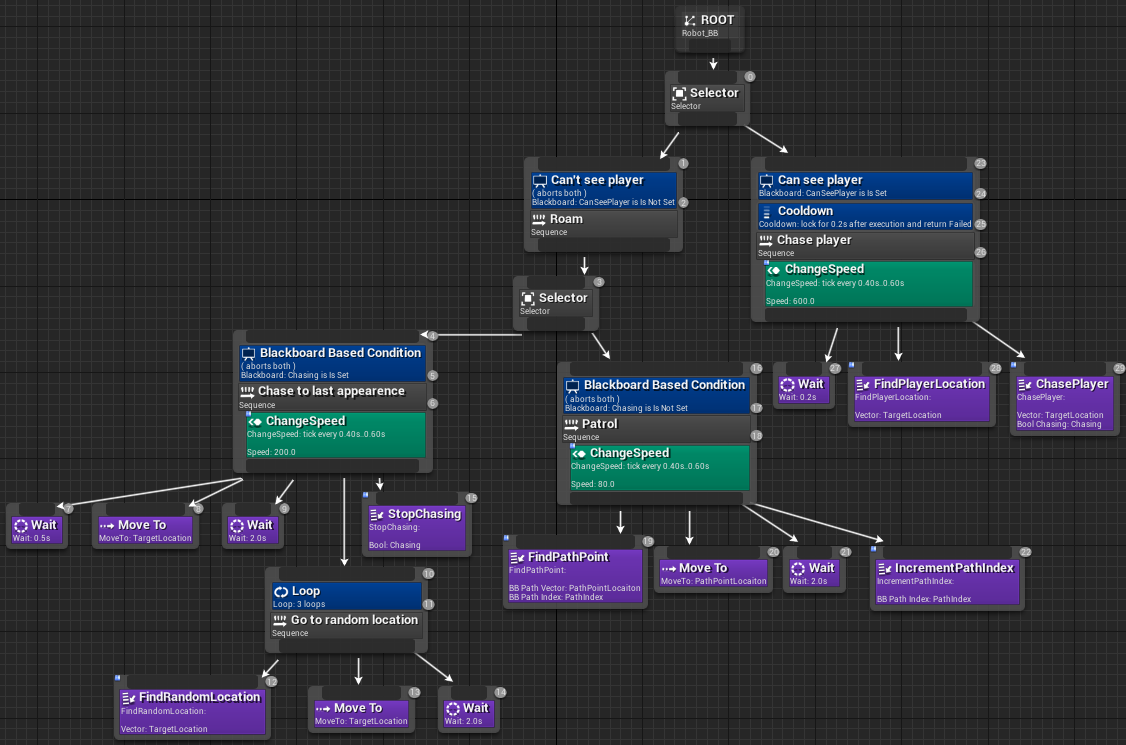 ROOT
Robot_BB
0
Selector
Selector
1
Can't see player
( aborts both )
Blackboard: CanSeePlayer is Is Not Set
2
Roam
Sequence
23
Can see player
Blackboard: CanSeePlayer is Is Set
24
Cooldown
Cooldown: lock for 0.2s after execution and return Failed
25
Chase player
Sequence
26
ChangeSpeed
ChangeSpeed: tick every 0.40s..0.60s
Speed: 600.0
3
Selector
Selector
4
Blackboard Based Condition
( aborts both )
Blackboard: Chasing is Is Set
5
Chase to last appearence
Sequence
6
ChangeSpeed
ChangeSpeed: tick every 0.40s..0.60s
Speed: 200.0
16
Blackboard Based Condition
( aborts both )
Blackboard: Chasing is Is Not Set
17
Patrol
Sequence
18
ChangeSpeed
ChangeSpeed: tick every 0.40s..0.60s
Speed: 80.0
27
Wait
Wait: 0.2s
28
FindPlayerLocation
FindPlayerLocation:
Vector: TargetLocation
29
ChasePlayer
ChasePlayer:
Vector: TargetLocation
Bool Chasing: Chasing
7
Wait
Wait: 0.5s
8
Move To
MoveTo: TargetLocation
9
Wait
Wait: 2.0s
15
StopChasing
StopChasing:
Bool: Chasing
19
FindPathPoint
FindPathPoint:
BB Path Vector: PathPointLocaiton
BB Path Index: PathIndex
20
Move To
MoveTo: PathPointLocaiton
21
Wait
Wait: 2.0s
22
IncrementPathIndex
IncrementPathIndex:
BB Path Index: PathIndex
10
Loop
Loop: 3 loops
11
Go to random location
Sequence
12
FindRandomLocation
FindRandomLocation:
Vector: TargetLocation
13
Move To
MoveTo: TargetLocation
14
Wait
Wait: 2.0s